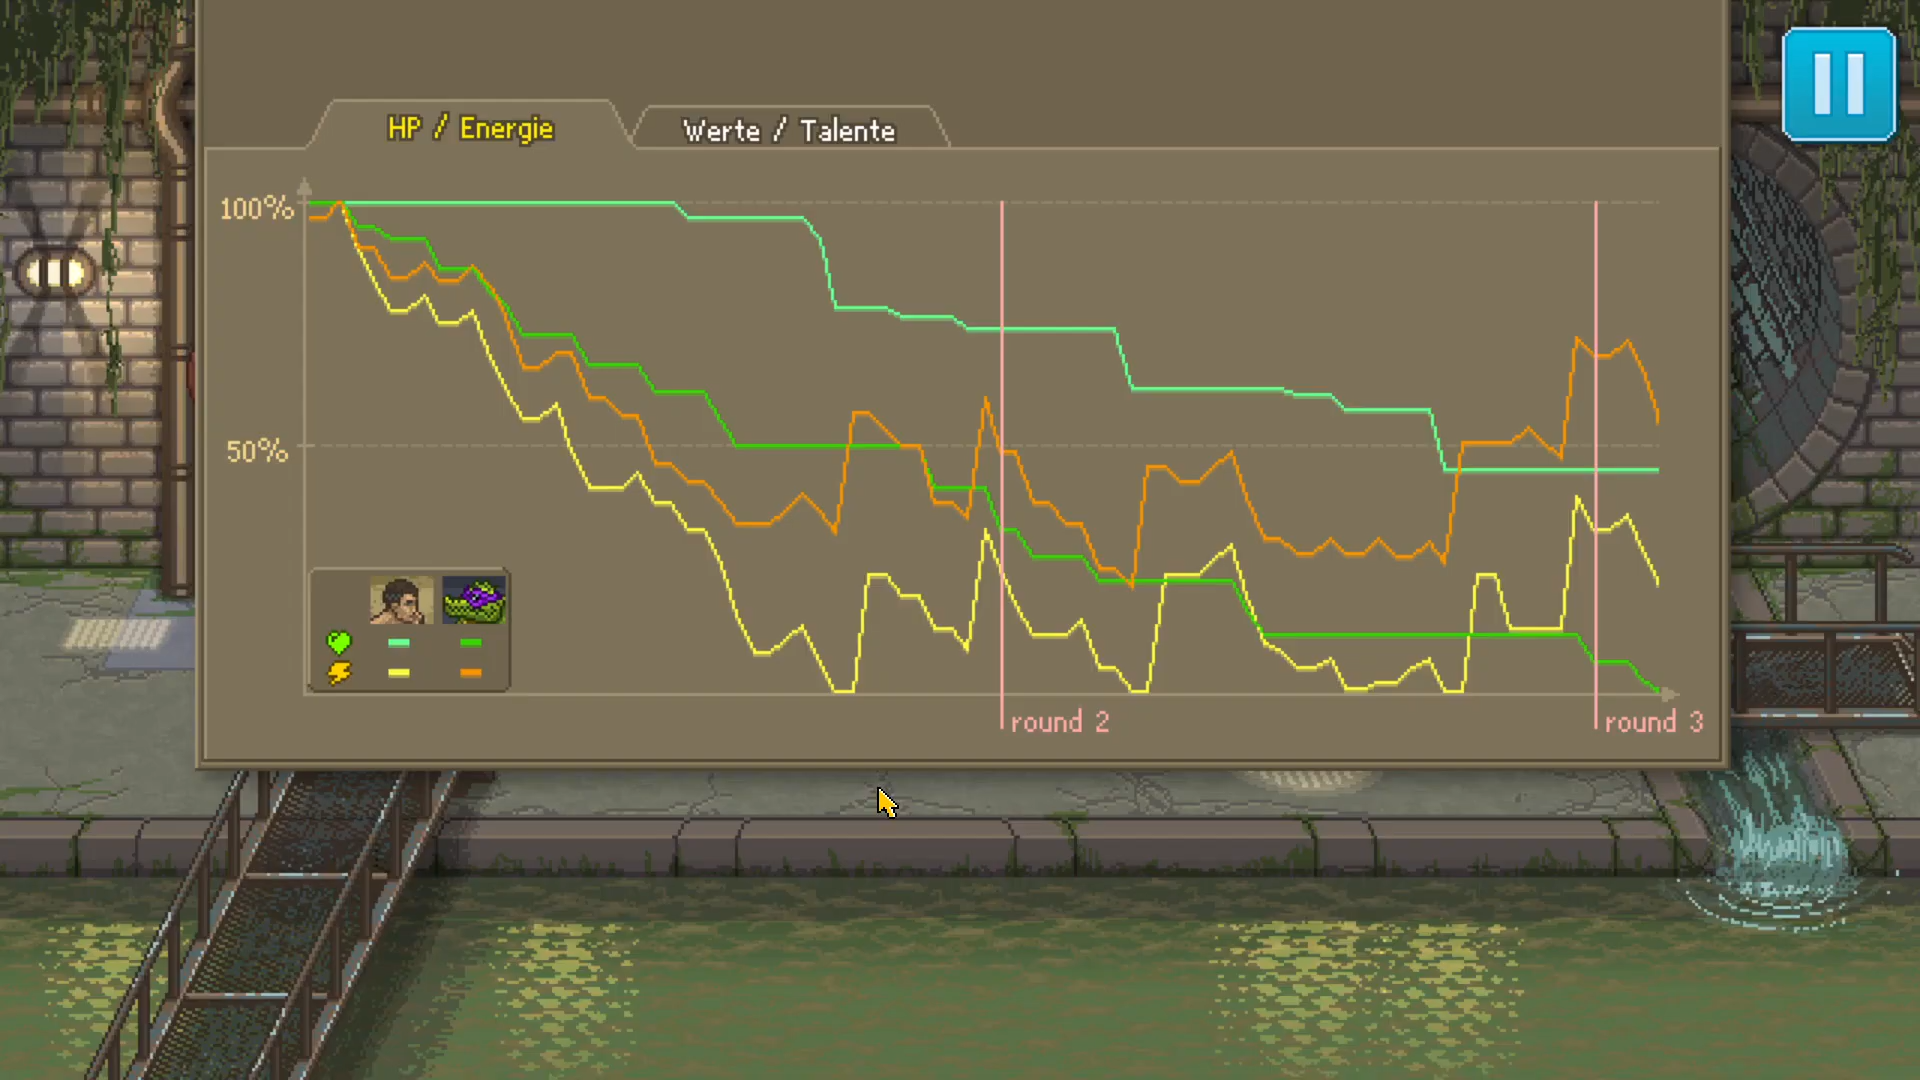 HP / Energie
Werte / Talente
100%
50%
round 2
round 3